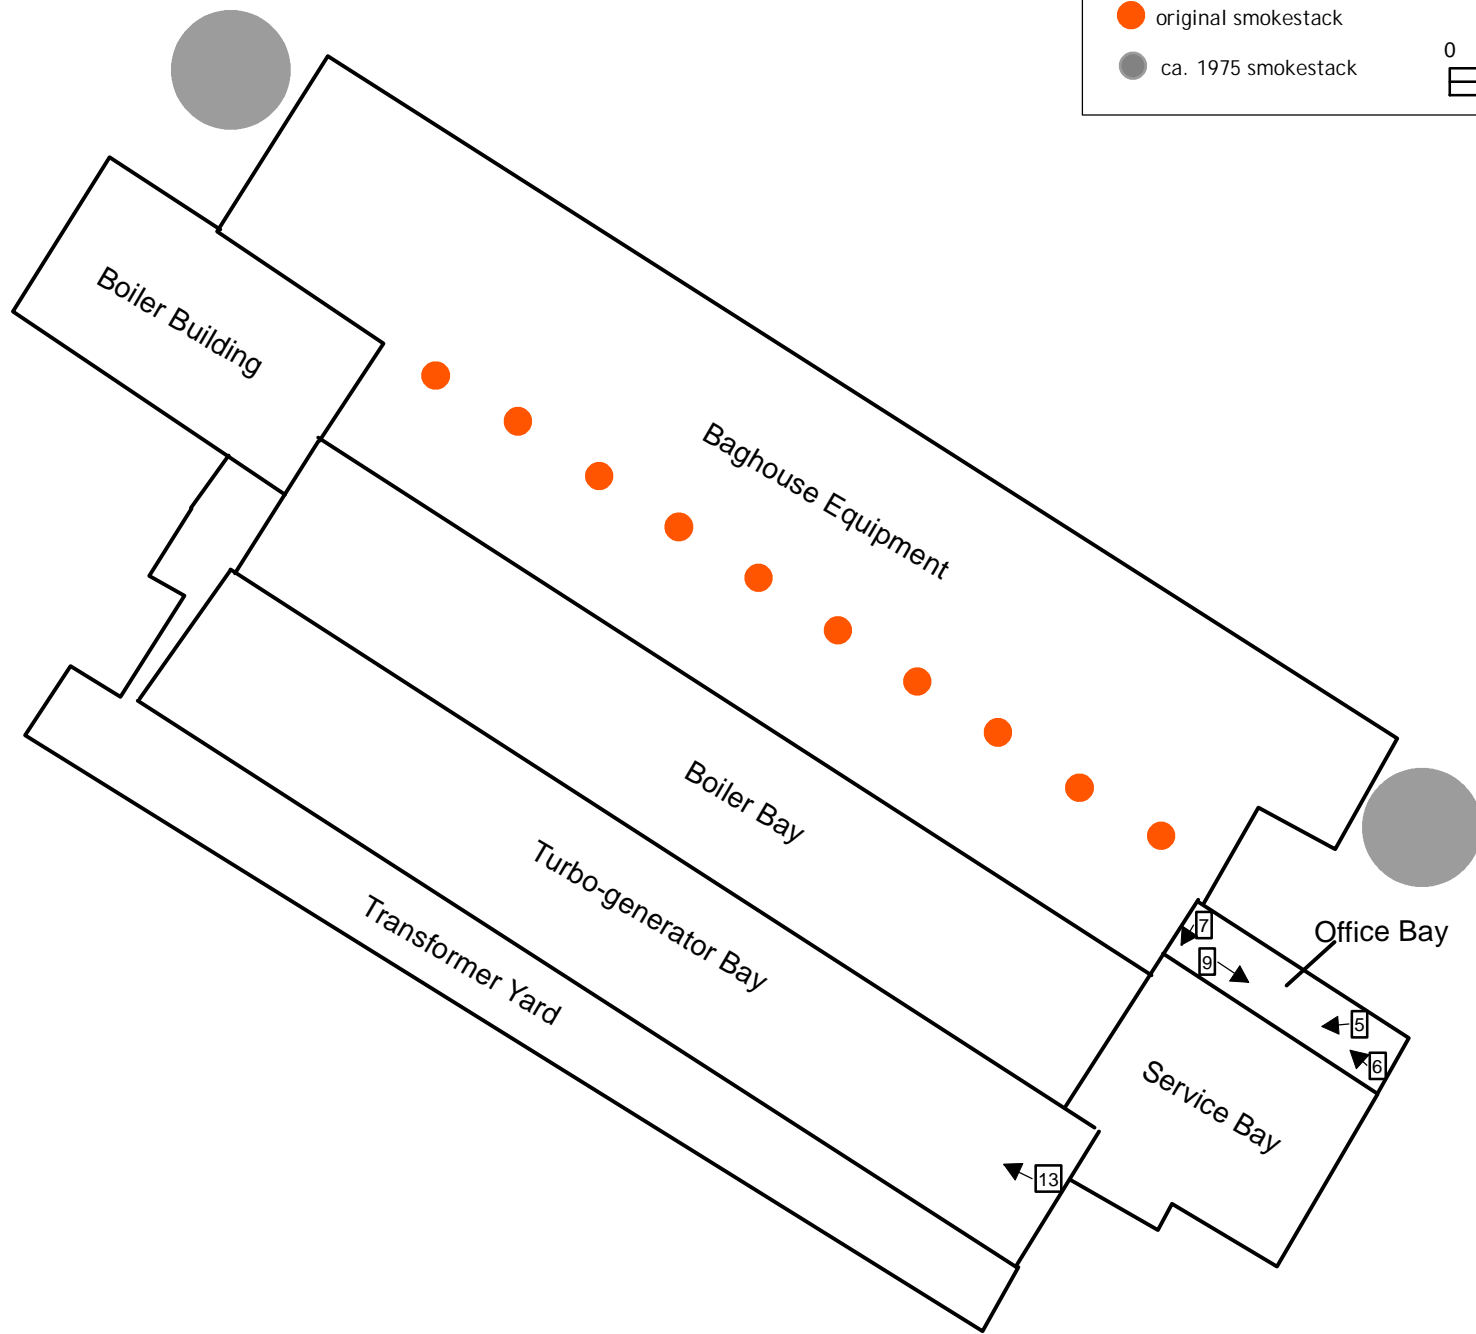 original smokestack
0
ca. 1975 smokestack
Boiler Building
Baghouse Equipment
Boiler Bay
Turbo-generator Bay
Transformer Yard
7
Office Bay
9
5
6
Service Bay
13